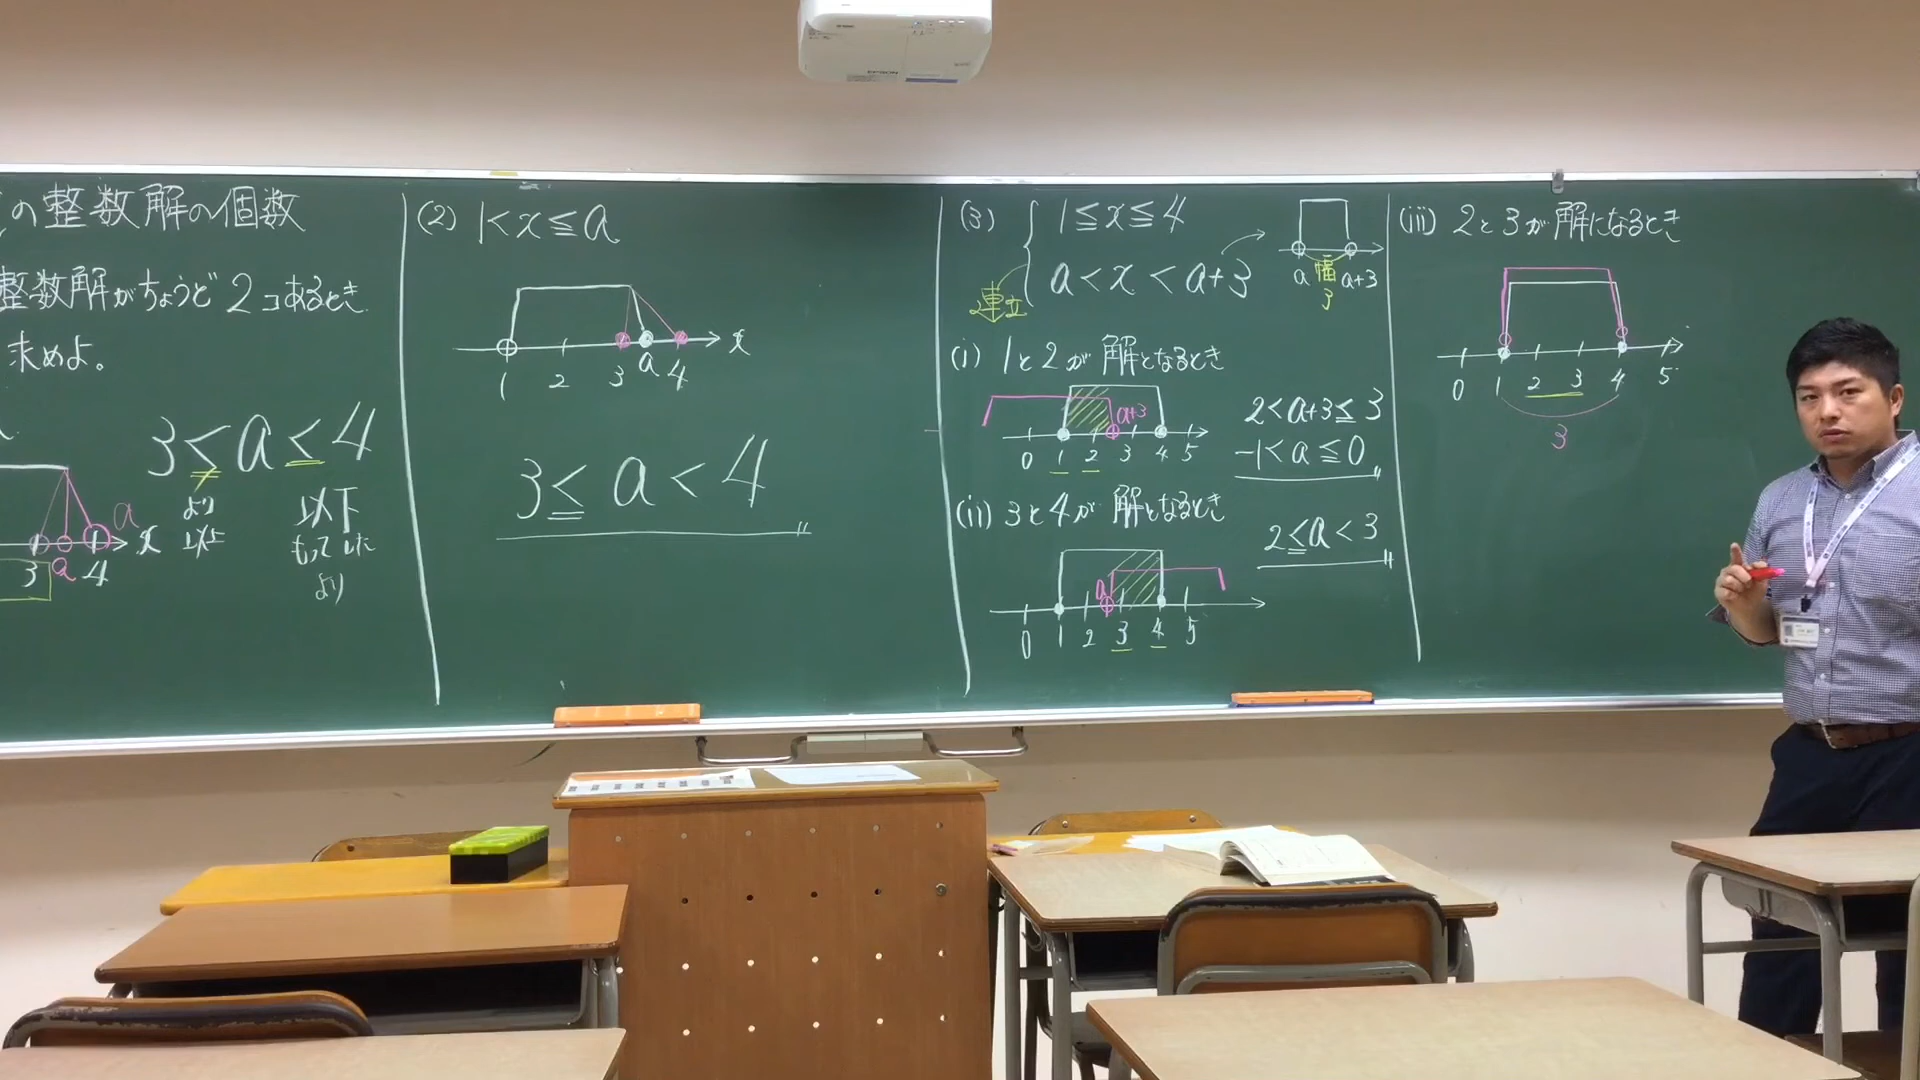 の整数解の個数
整数解がちょうど2コあるとき
求めよ。
3≦a≦4
より
以上
以下
もってした
より
a
x
3 a 4
(2) 1<x≦a
x
1 2 3 a 4
3≦a<4
(3) 1≦x≦4
a<x<a+3
連立
a 幅 a+3
3
(i) 1と2が解となるとき
a+3
0 1 2 3 4 5
2<a+3≦3
-1<a≦0
(ii) 3と4が解となるとき
a
0 1 2 3 4 5
2≦a<3
(iii) 2と3が解になるとき
0 1 2 3 4 5
3